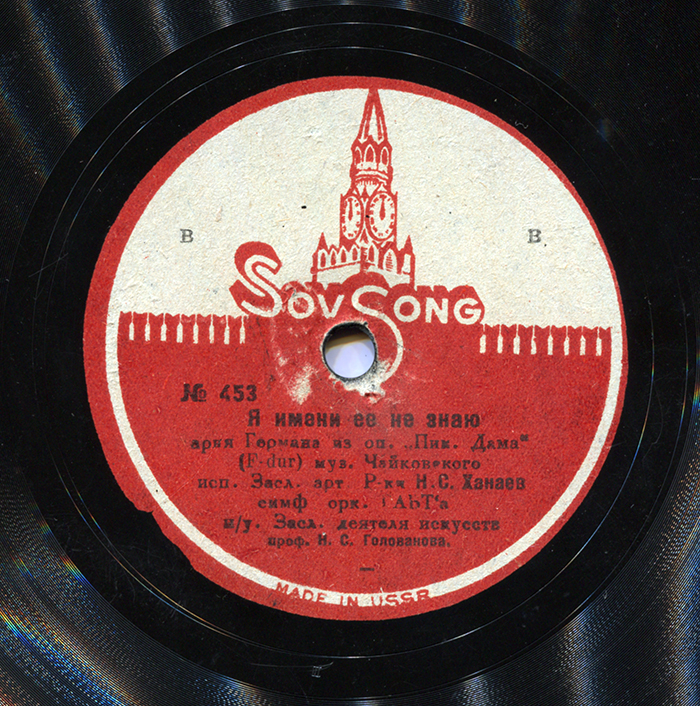 В В
SOVSONG
№ 453
Я имени ее не знаю
ария Германа из оп. „Пик. Дама“
(F-dur) муз. Чайковского
исп. Засл. арт. Р-ки Н.С. Ханаев
симф орк. ГАБТ'а
п/у. Засл. деятеля искусств
проф. Н. С. Голованова.
MADE IN USSR